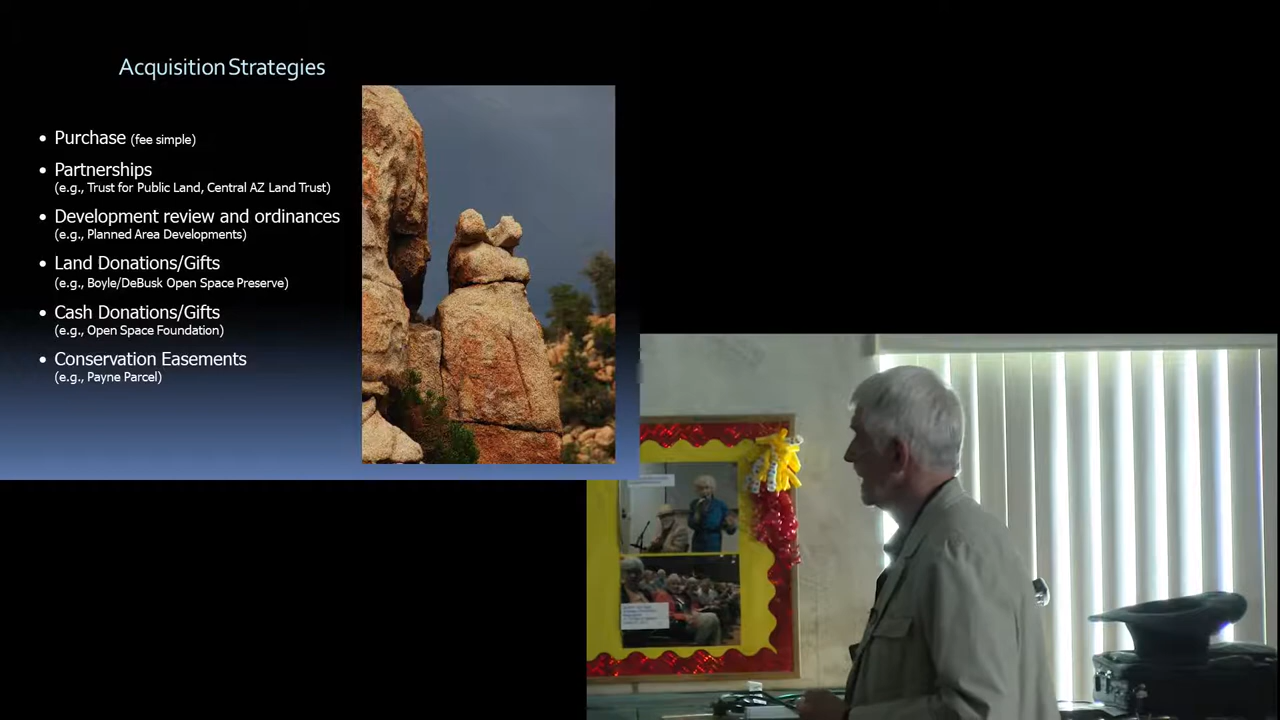 Acquisition Strategies
• Purchase (fee simple)
• Partnerships
(e.g., Trust for Public Land, Central AZ Land Trust)
• Development review and ordinances
(e.g., Planned Area Developments)
• Land Donations/Gifts
(e.g., Boyle/DeBusk Open Space Preserve)
• Cash Donations/Gifts
(e.g., Open Space Foundation)
• Conservation Easements
(e.g., Payne Parcel)